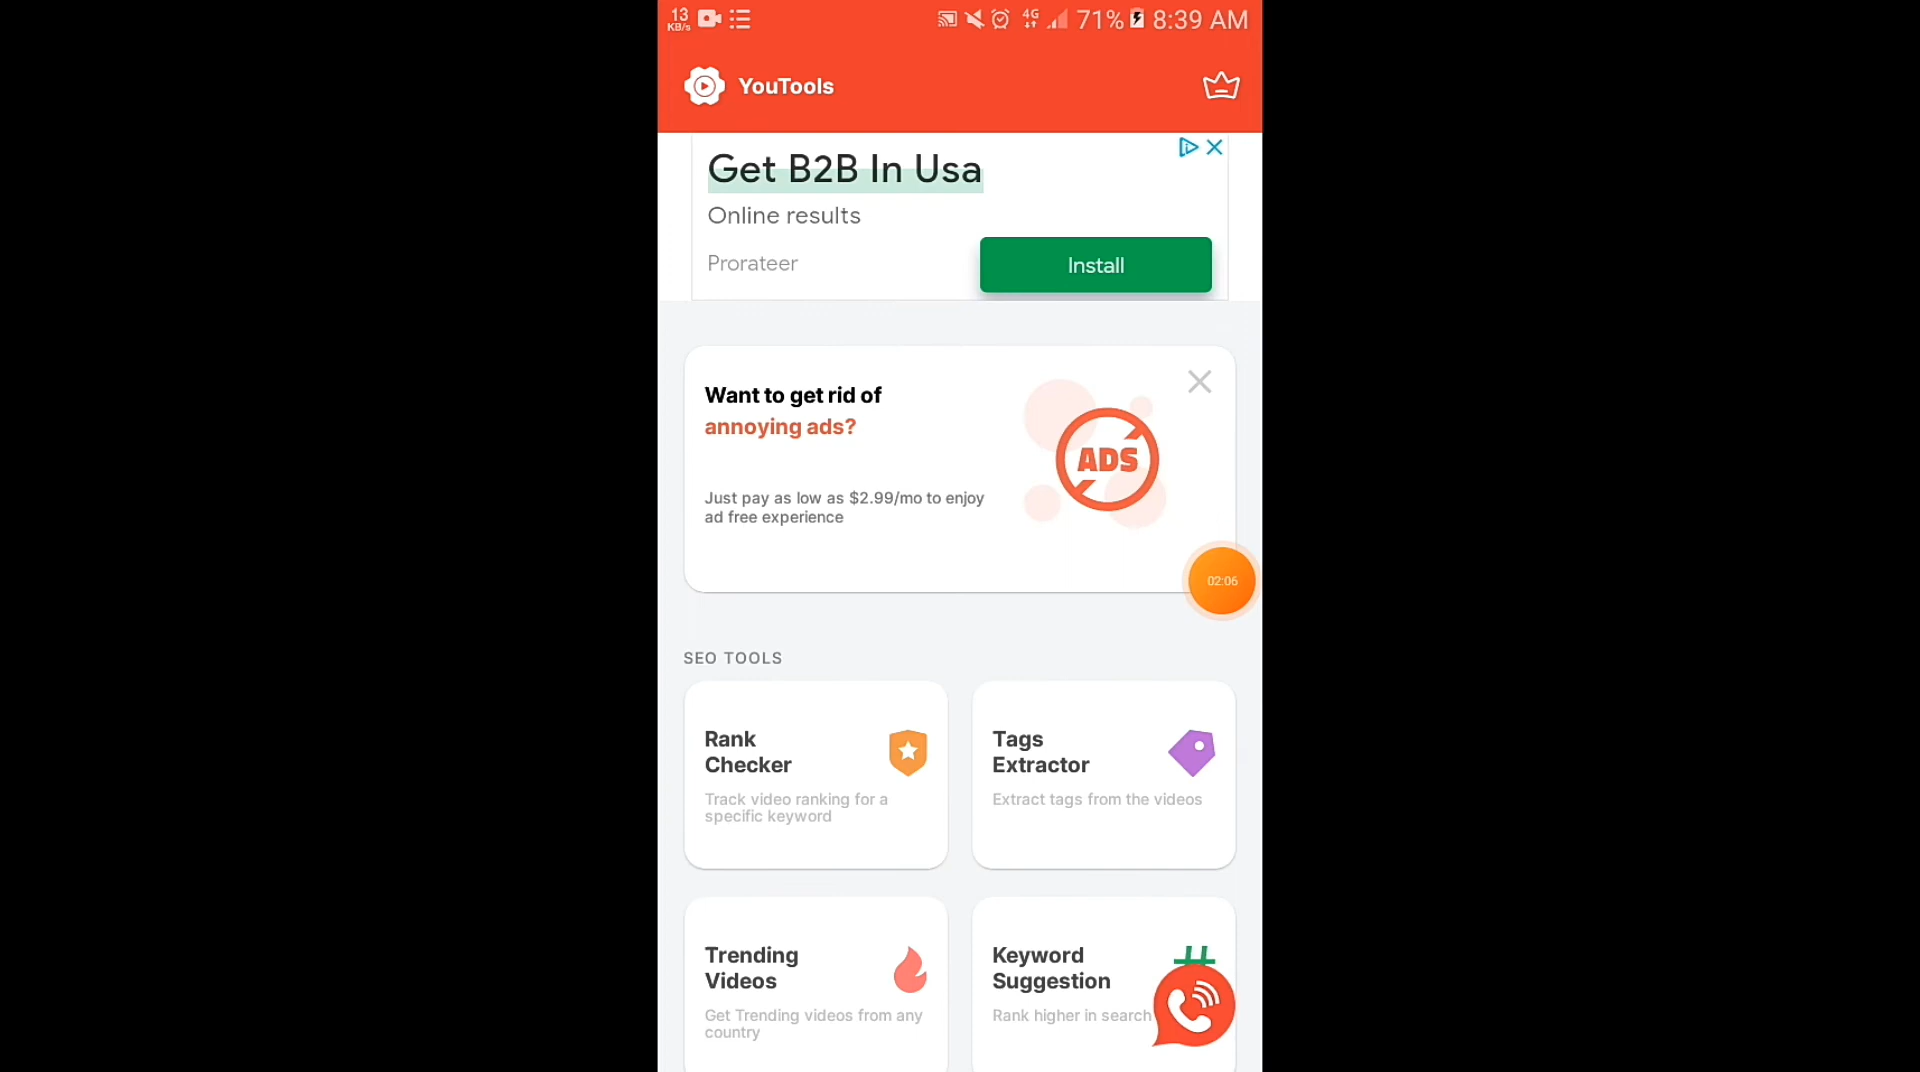 13
KB/s
4G
71%
8:39 AM
YouTools
Get B2B In Usa
Online results
Prorateer
Install
Want to get rid of
annoying ads?
ADS
Just pay as low as $2.99/mo to enjoy
ad free experience
02:06
SEO TOOLS
Rank
Checker
Track video ranking for a
specific keyword
Tags
Extractor
Extract tags from the videos
Trending
Videos
Get Trending videos from any
country
Keyword
Suggestion
Rank higher in search